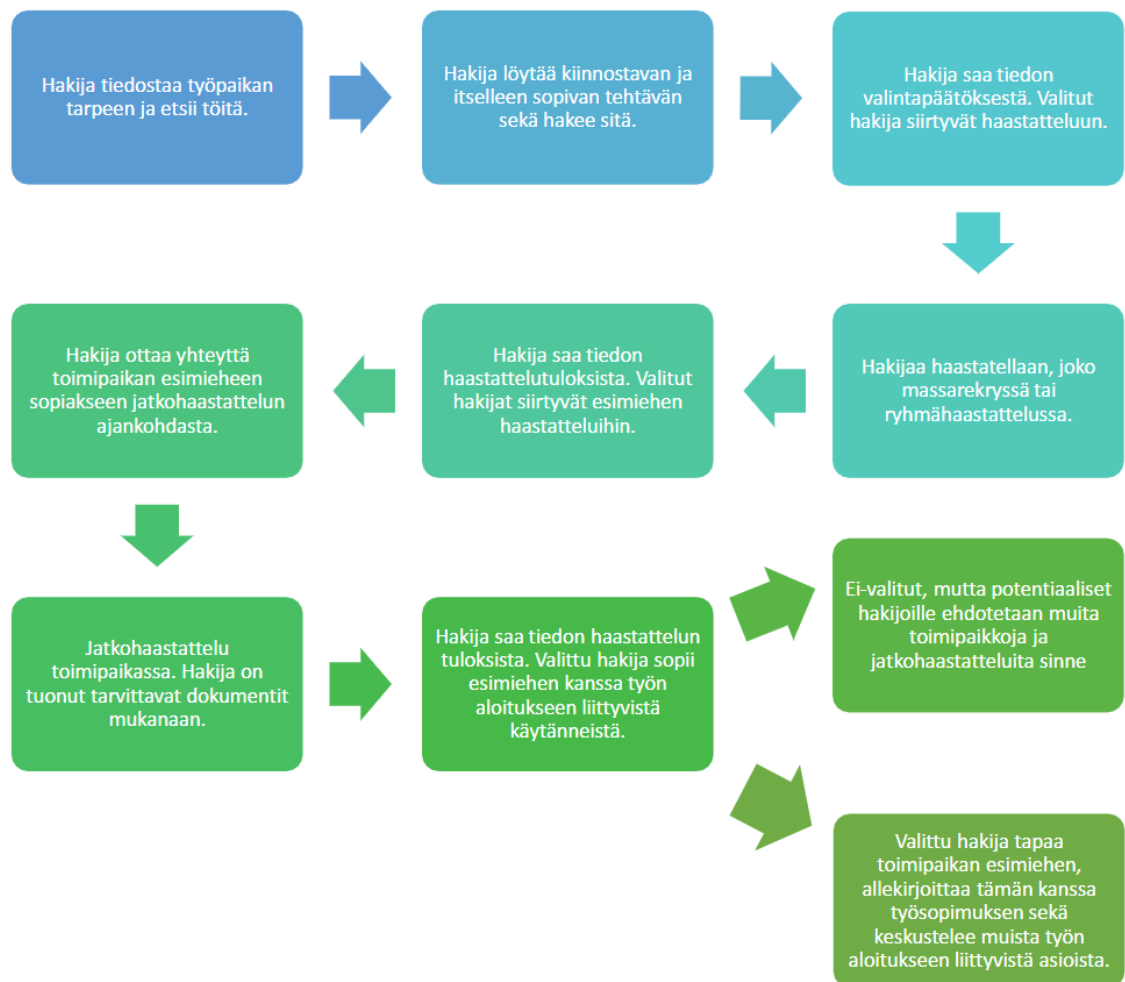 Hakija tiedostaa työpaikan
tarpeen ja etsii töitä.
Hakija löytää kiinnostavan ja
itselleen sopivan tehtävän
sekä hakee sitä.
Hakija saa tiedon
valintapäätöksestä. Valitut
hakija siirtyvät haastatteluun.
Hakijaa haastatellaan, joko
massarekryssä tai
ryhmähaastattelussa.
Hakija saa tiedon
haastattelutuloksista. Valitut
hakijat siirtyvät esimiehen
haastatteluihin.
Hakija ottaa yhteyttä
toimipaikan esimieheen
sopiakseen jatkohaastattelun
ajankohdasta.
Jatkohaastattelu
toimipaikassa. Hakija on
tuonut tarvittavat dokumentit
mukanaan.
Hakija saa tiedon haastattelun
tuloksista. Valittu hakija sopii
esimiehen kanssa työn
aloitukseen liittyvistä
käytänneistä.
Ei-valitut, mutta potentiaaliset
hakijoille ehdotetaan muita
toimipaikkoja ja
jatkohaastatteluita sinne
Valittu hakija tapaa
toimipaikan esimiehen,
allekirjoittaa tämän kanssa
työsopimuksen sekä
keskustelee muista työn
aloitukseen liittyvistä asioista.